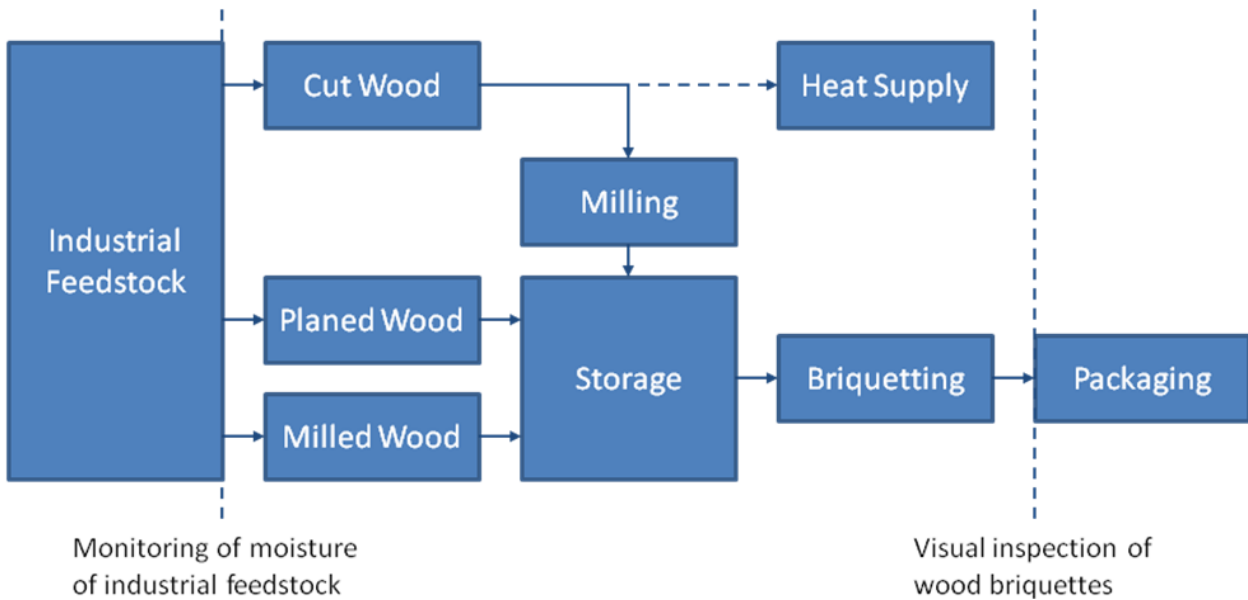 Cut Wood
Heat Supply
Milling
Industrial
Feedstock
Planed Wood
Storage
Briquetting
Packaging
Milled Wood
Monitoring of moisture
of industrial feedstock
Visual inspection of
wood briquettes